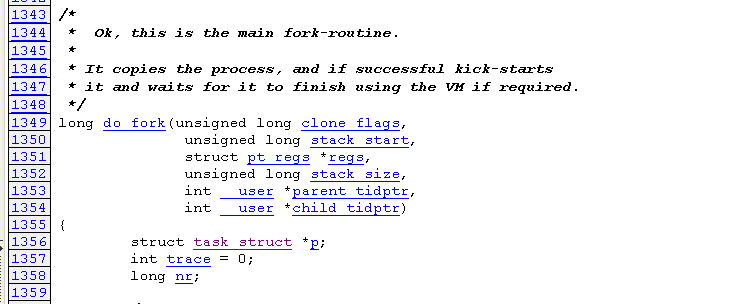 1343 /*
1344  *  Ok, this is the main fork-routine.
1345  *
1346  * It copies the process, and if successful kick-starts
1347  * it and waits for it to finish using the VM if required.
1348  */
1349 long do_fork(unsigned long clone_flags,
1350               unsigned long stack_start,
1351               struct pt_regs *regs,
1352               unsigned long stack_size,
1353               int __user *parent_tidptr,
1354               int __user *child_tidptr)
1355 {
1356         struct task_struct *p;
1357         int trace = 0;
1358         long nr;
1359